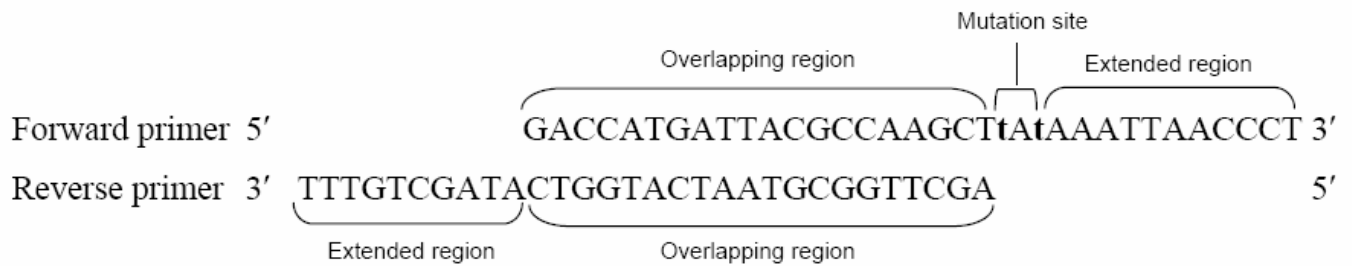 Mutation site
Overlapping region
Extended region
Forward primer 5′ GACCATGATTACGCCAAGCTtAtAAATTAACCCT 3′
Reverse primer 3′ TTTGTCGATACTGGTACTAATGCGGTTCGA 5′
Extended region
Overlapping region